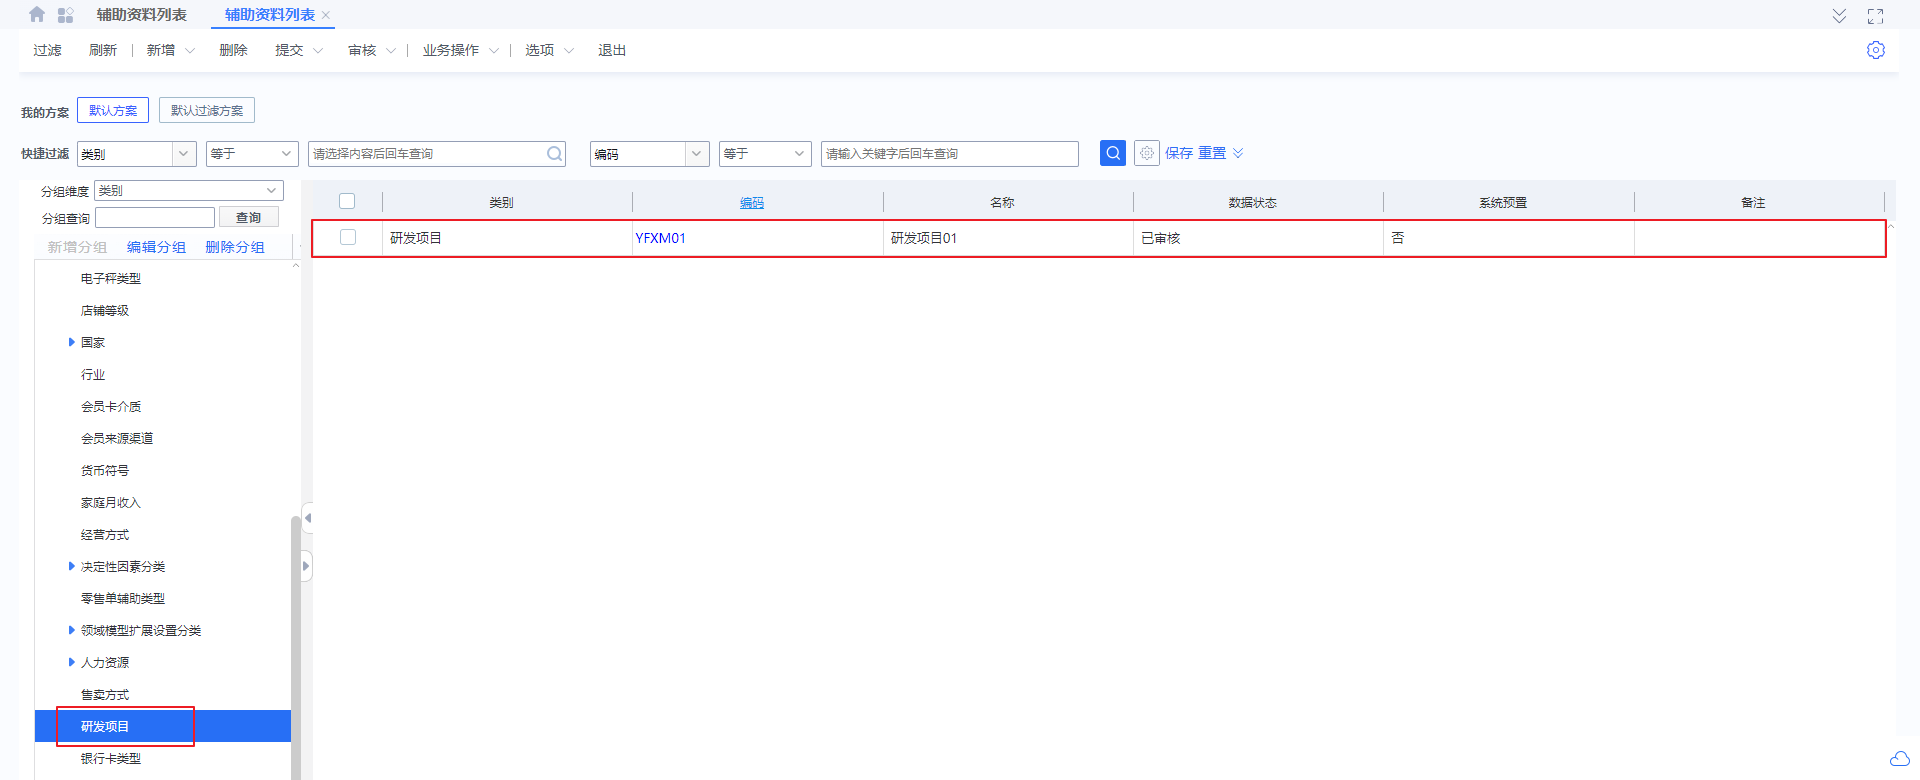 辅助资料列表 辅助资料列表
过滤 刷新 新增 删除 提交 审核 业务操作 选项 退出
我的方案 默认方案 默认过滤方案
快捷过滤 类别 等于 请选择内容后回车查询 编码 等于 请输入关键字后回车查询 保存 重置
分组维度 类别
分组查询 查询
新增分组 编辑分组 删除分组
类别 编码 名称 数据状态 系统预置 备注
研发项目 YFXM01 研发项目01 已审核 否
电子秤类型
店铺等级
国家
行业
会员卡介质
会员来源渠道
货币符号
家庭月收入
经营方式
决定性因素分类
零售单辅助类型
领域模型扩展设置分类
人力资源
售卖方式
研发项目
银行卡类型